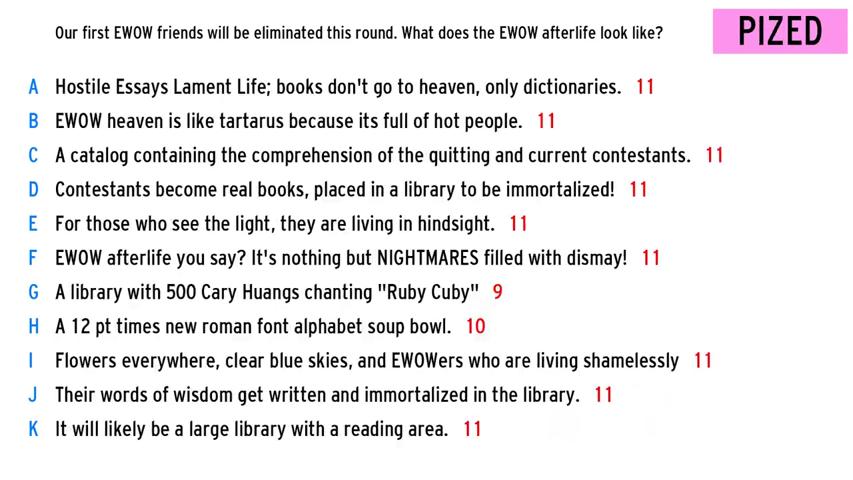 Our first EWOW friends will be eliminated this round. What does the EWOW afterlife look like?
PIZED
A Hostile Essays Lament Life; books don't go to heaven, only dictionaries. 11
B EWOW heaven is like tartarus because its full of hot people. 11
C A catalog containing the comprehension of the quitting and current contestants. 11
D Contestants become real books, placed in a library to be immortalized! 11
E For those who see the light, they are living in hindsight. 11
F EWOW afterlife you say? It's nothing but NIGHTMARES filled with dismay! 11
G A library with 500 Cary Huangs chanting "Ruby Cuby" 9
H A 12 pt times new roman font alphabet soup bowl. 10
I Flowers everywhere, clear blue skies, and EWOWers who are living shamelessly 11
J Their words of wisdom get written and immortalized in the library. 11
K It will likely be a large library with a reading area. 11